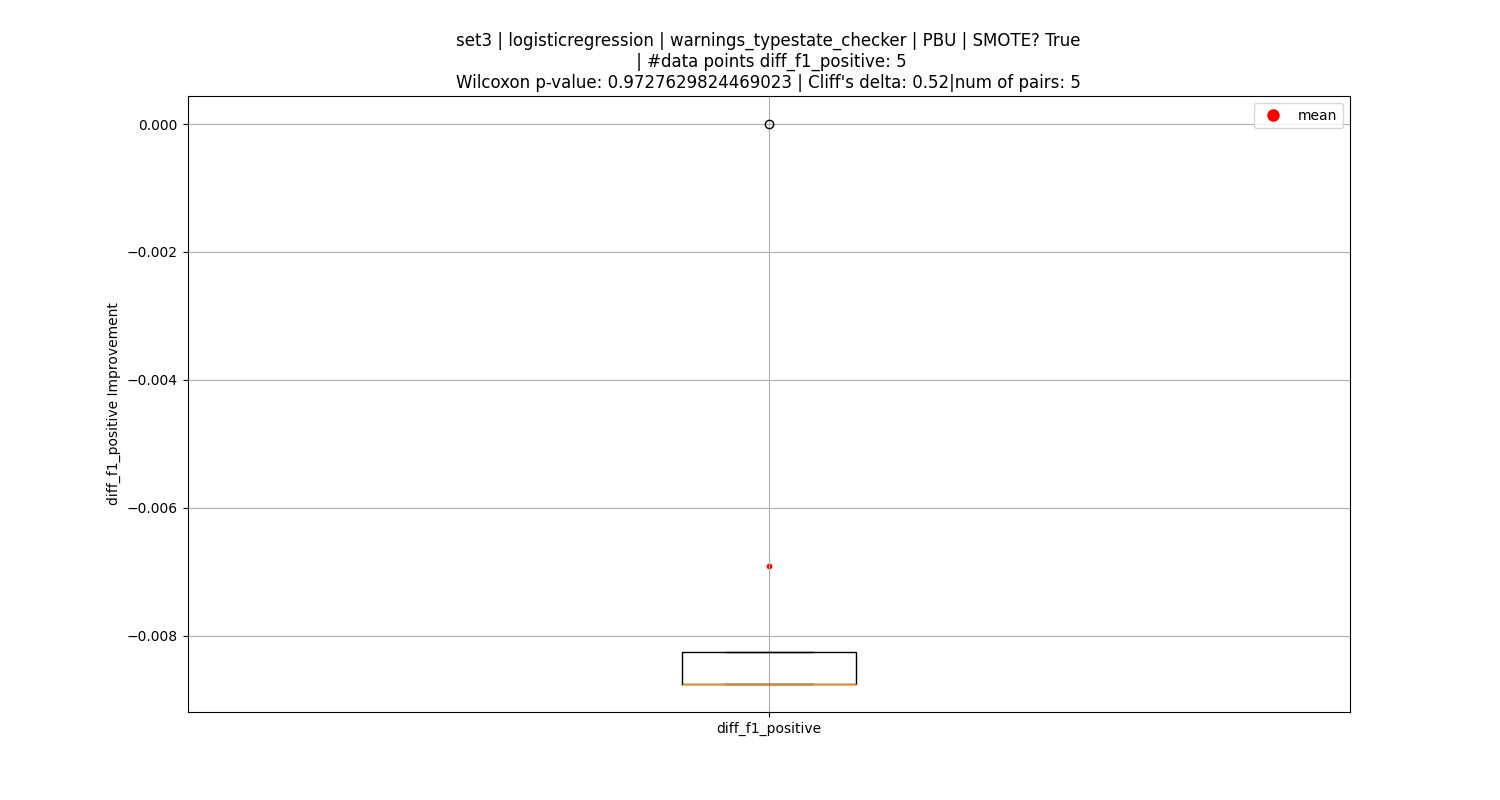 set3 | logisticregression | warnings_typestate_checker | PBU | SMOTE? True
| #data points diff_f1_positive: 5
Wilcoxon p-value: 0.9727629824469023 | Cliff's delta: 0.52|num of pairs: 5
mean
0.000
−0.002
−0.004
−0.006
−0.008
diff_f1_positive Improvement
diff_f1_positive